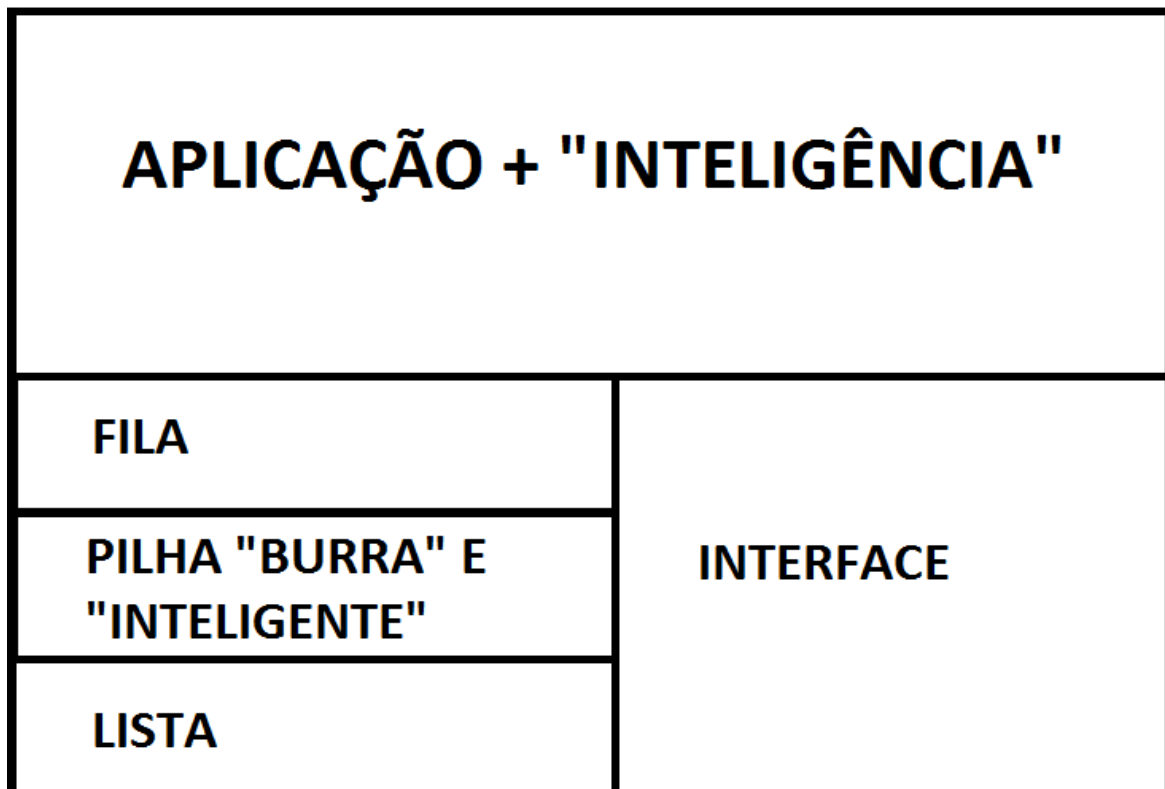 APLICAÇÃO + "INTELIGÊNCIA"
FILA
PILHA "BURRA" E
"INTELIGENTE"
LISTA
INTERFACE